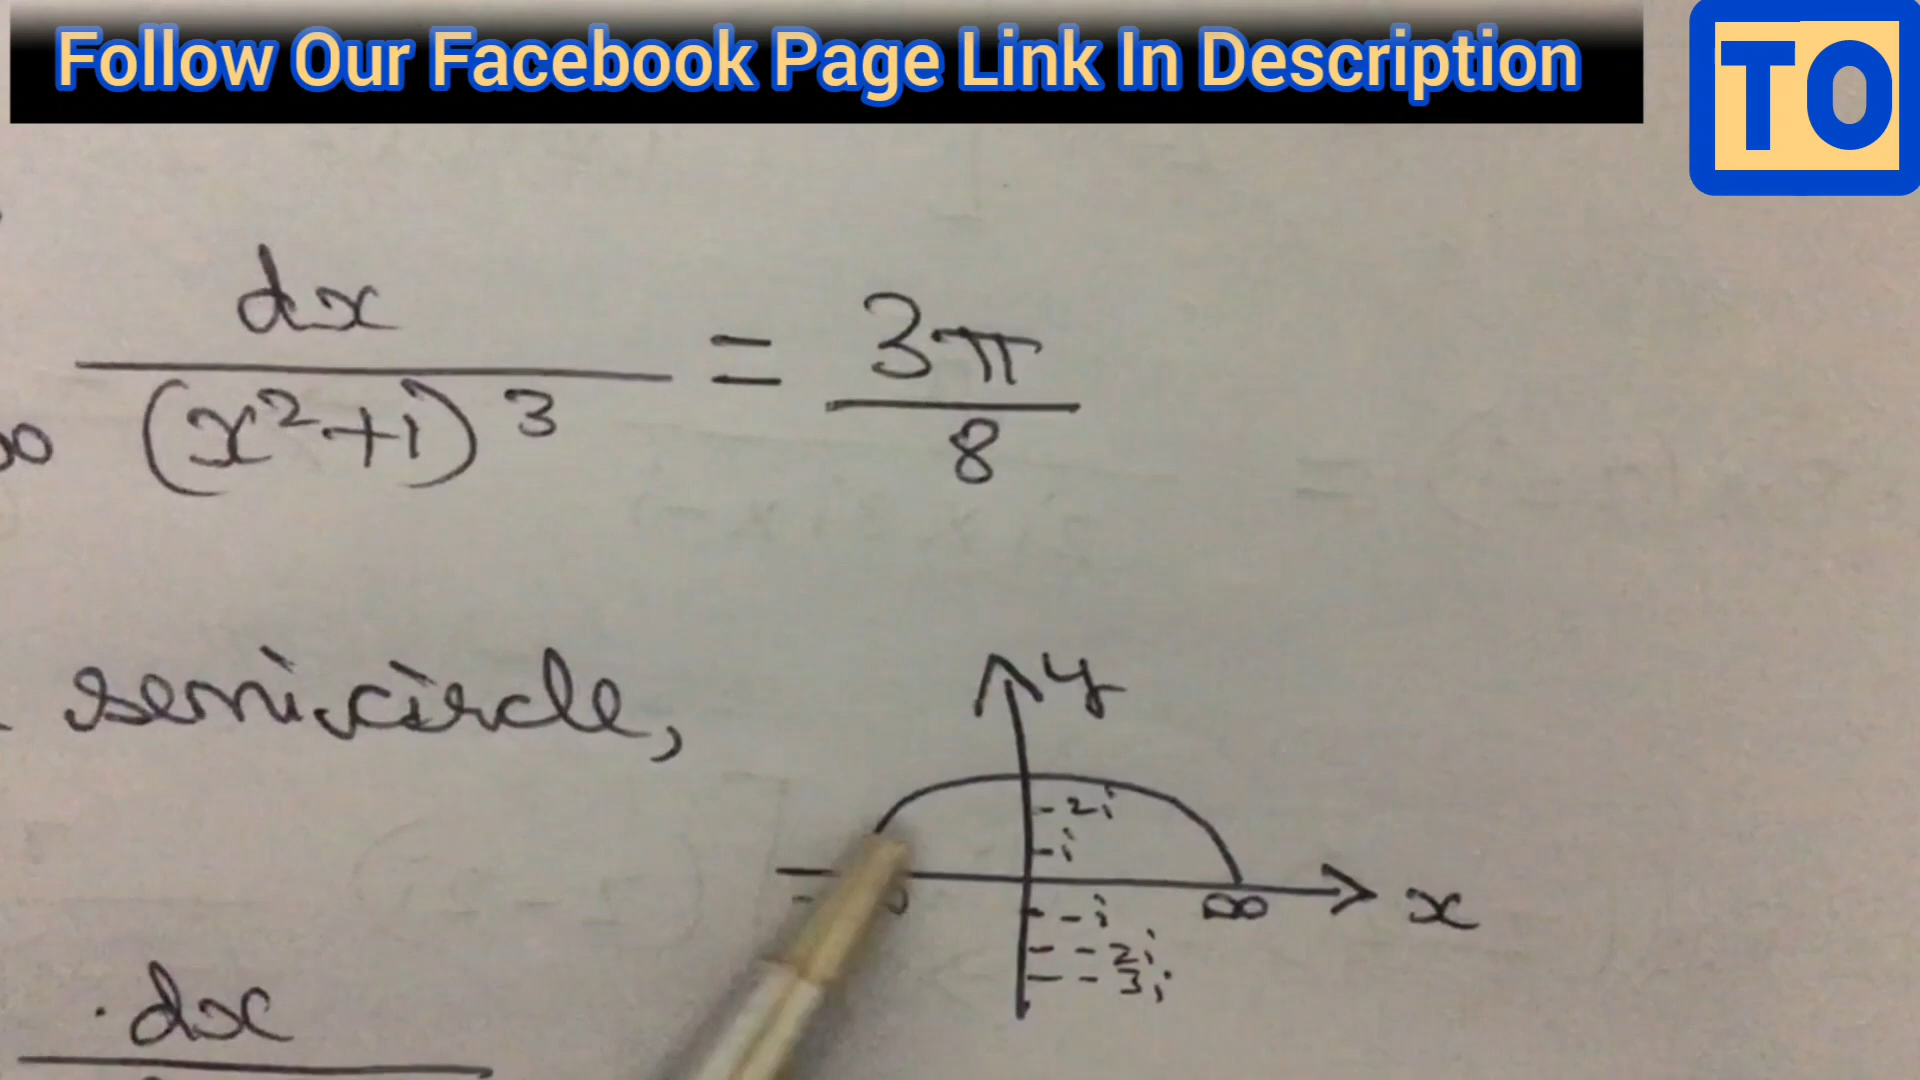 Follow Our Facebook Page Link In Description
TO
dx
∞ (x²+1)³ = 3π
8
semicircle,
y
2i
i
∞ x
-i
-2i
-3i
dx